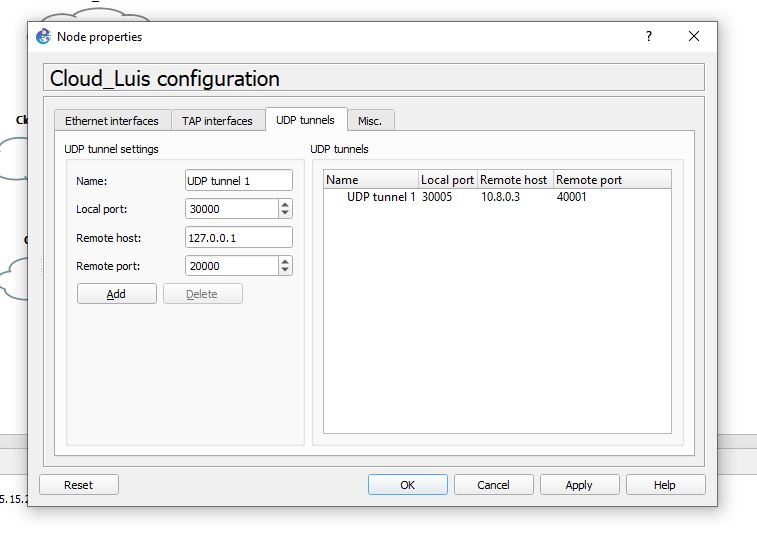 Node properties
?
Cloud_Luis configuration
Ethernet interfaces TAP interfaces UDP tunnels Misc.
UDP tunnel settings
Name: UDP tunnel 1
Local port: 30000
Remote host: 127.0.0.1
Remote port: 20000
Add Delete
UDP tunnels
Name Local port Remote host Remote port
UDP tunnel 1 30005 10.8.0.3 40001
Reset OK Cancel Apply Help
5.15.2